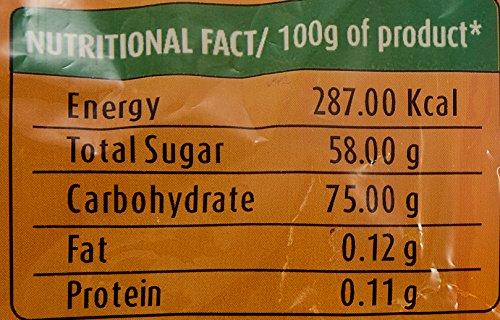 NUTRITIONAL FACT/ 100g of product*
Energy 287.00 Kcal
Total Sugar 58.00 g
Carbohydrate 75.00 g
Fat 0.12 g
Protein 0.11 g